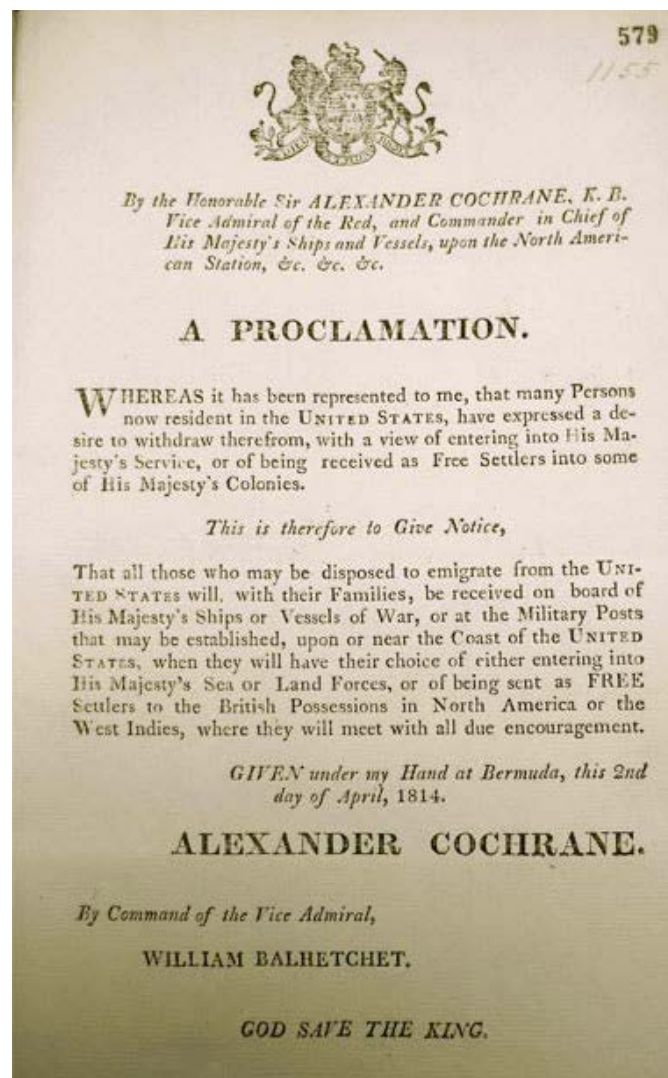 579
1155
By the Honorable Sir ALEXANDER COCHRANE, K. B.
Vice Admiral of the Red, and Commander in Chief of
His Majesty's Ships and Vessels, upon the North Ameri-
can Station, &c. &c. &c.
A PROCLAMATION.
WHEREAS it has been represented to me, that many Persons
now resident in the UNITED STATES, have expressed a de-
sire to withdraw therefrom, with a view of entering into His Ma-
jesty's Service, or of being received as Free Settlers into some
of His Majesty's Colonies.
This is therefore to Give Notice,
That all those who may be disposed to emigrate from the UNI-
TED STATES will, with their Families, be received on board of
His Majesty's Ships or Vessels of War, or at the Military Posts
that may be established, upon or near the Coast of the UNITED
STATES, when they will have their choice of either entering into
His Majesty's Sea or Land Forces, or of being sent as FREE
Settlers to the British Possessions in North America or the
West Indies, where they will meet with all due encouragement.
GIVEN under my Hand at Bermuda, this 2nd
day of April, 1814.
ALEXANDER COCHRANE.
By Command of the Vice Admiral,
WILLIAM BALHETCHET.
GOD SAVE THE KING.